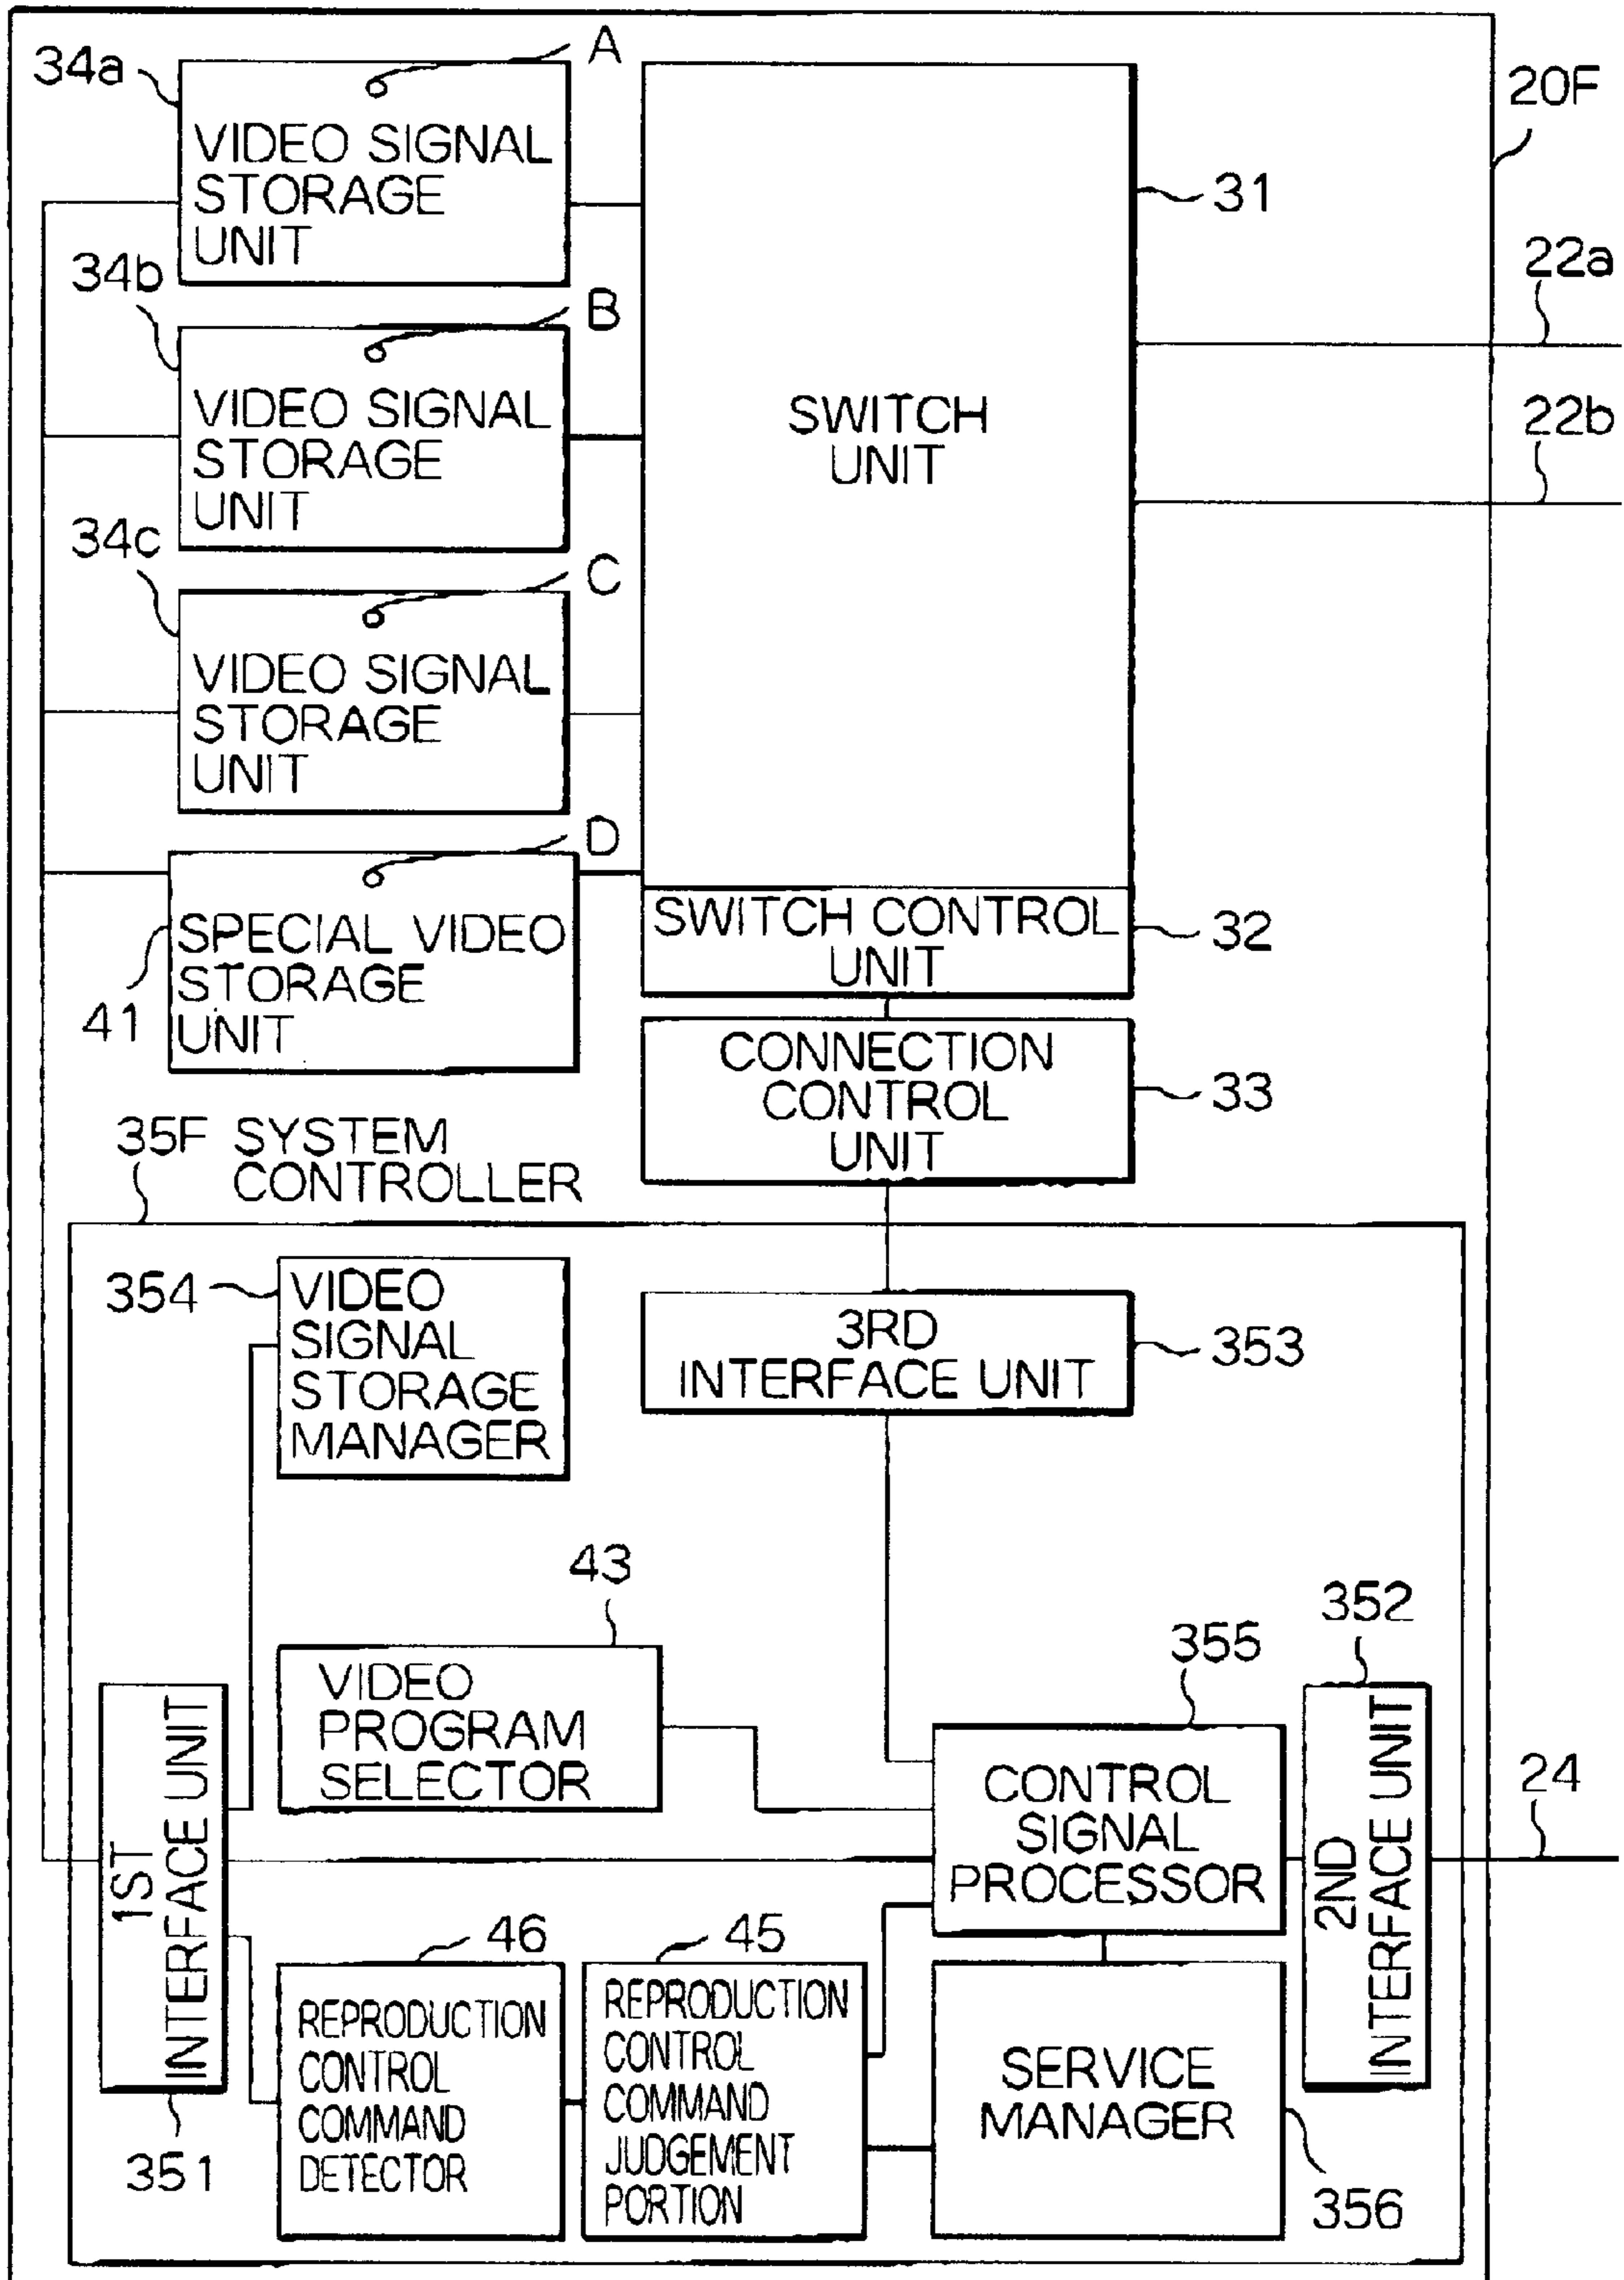 34a
A
VIDEO SIGNAL
STORAGE
UNIT
20F
31
34b
B
VIDEO SIGNAL
STORAGE
UNIT
22a
SWITCH
UNIT
22b
34c
C
VIDEO SIGNAL
STORAGE
UNIT
D
SPECIAL VIDEO
STORAGE
UNIT
41
SWITCH CONTROL
UNIT
32
CONNECTION
CONTROL
UNIT
33
35F SYSTEM
CONTROLLER
354
VIDEO
SIGNAL
STORAGE
MANAGER
3RD
INTERFACE UNIT
353
43
VIDEO
PROGRAM
SELECTOR
355
352
CONTROL
SIGNAL
PROCESSOR
2ND
INTERFACE UNIT
24
1ST
INTERFACE UNIT
351
46
REPRODUCTION
CONTROL
COMMAND
DETECTOR
45
REPRODUCTION
CONTROL
COMMAND
JUDGEMENT
PORTION
SERVICE
MANAGER
356